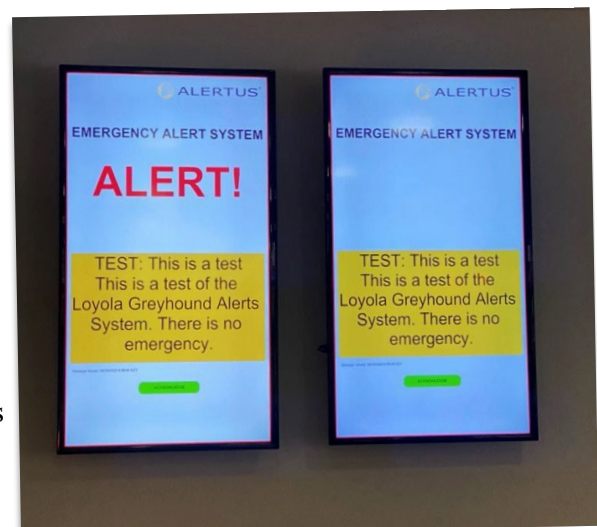 ALERTUS
EMERGENCY ALERT SYSTEM
ALERT!
TEST: This is a test
This is a test of the
Loyola Greyhound Alerts
System. There is no
emergency.
ALERTUS
EMERGENCY ALERT SYSTEM
TEST: This is a test
This is a test of the
Loyola Greyhound Alerts
System. There is no
emergency.
s